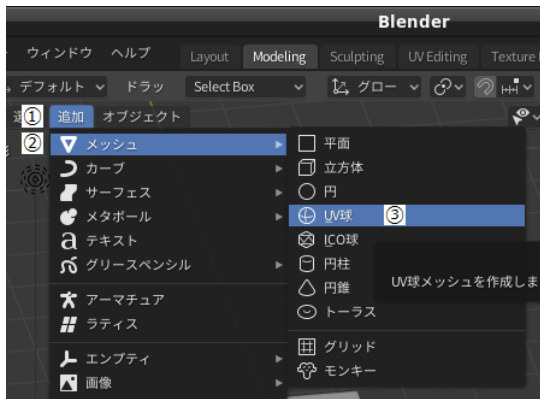 Blender
ウィンドウ ヘルプ Layout Modeling Sculpting UV Editing Texture
デフォルト ドラッ Select Box グロー
① 追加 オブジェクト
② メッシュ
カーブ
サーフェス
メタボール
テキスト
グリースペンシル
アーマチュア
ラティス
エンプティ
画像
平面
立方体
円
UV球 ③
ICO球
円柱
円錐
トーラス
グリッド
モンキー
UV球メッシュを作成しま